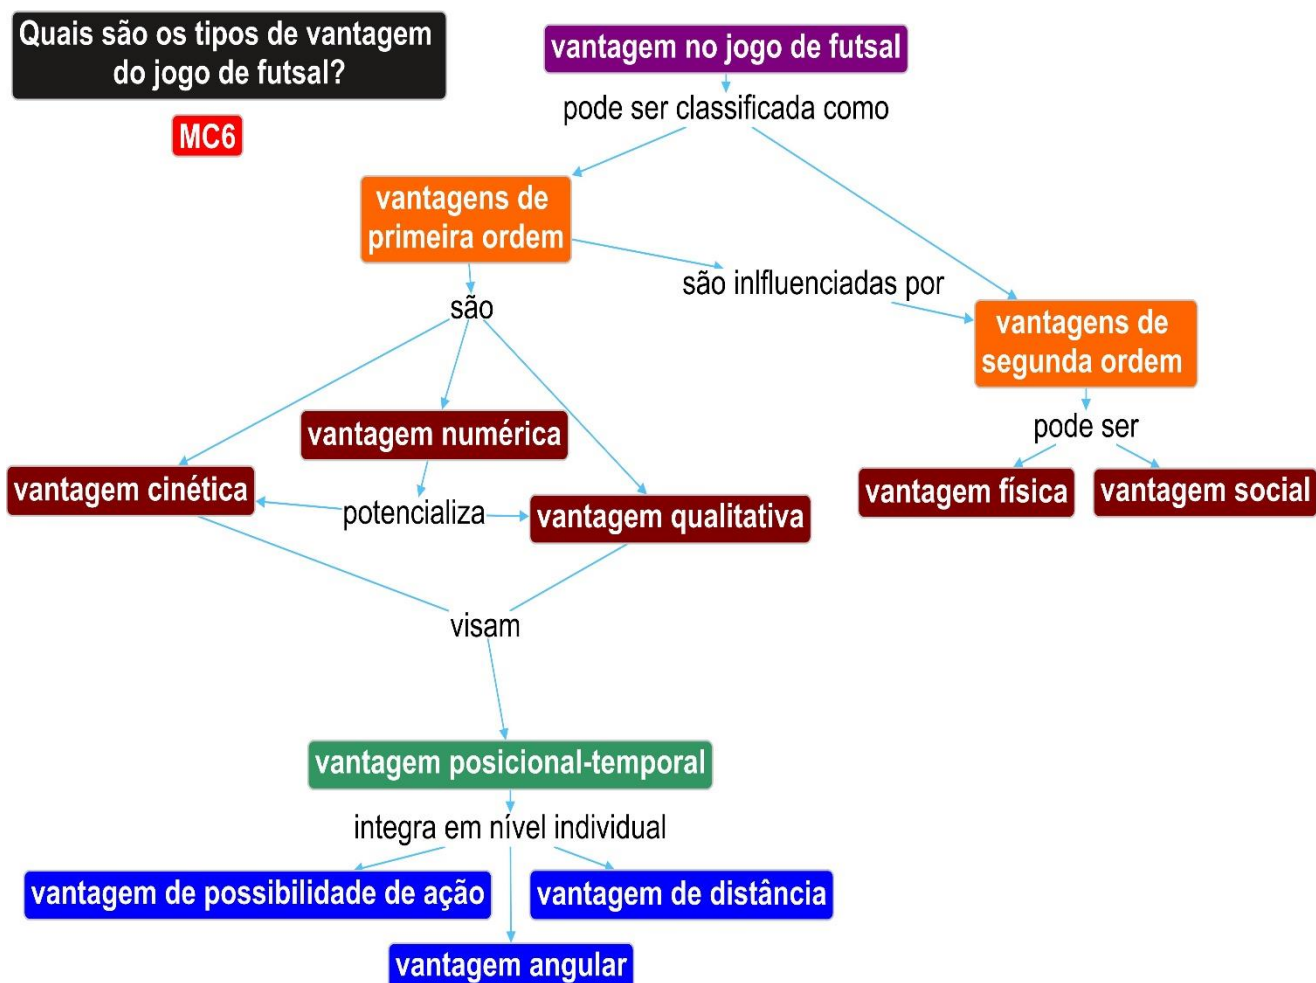 Quais são os tipos de vantagem
do jogo de futsal?
MC6
vantagem no jogo de futsal
pode ser classificada como
vantagens de
primeira ordem
são inlfluenciadas por
são
vantagens de
segunda ordem
vantagem numérica
pode ser
vantagem cinética
potencializa
vantagem qualitativa
vantagem física
vantagem social
visam
vantagem posicional-temporal
integra em nível individual
vantagem de possibilidade de ação
vantagem de distância
vantagem angular